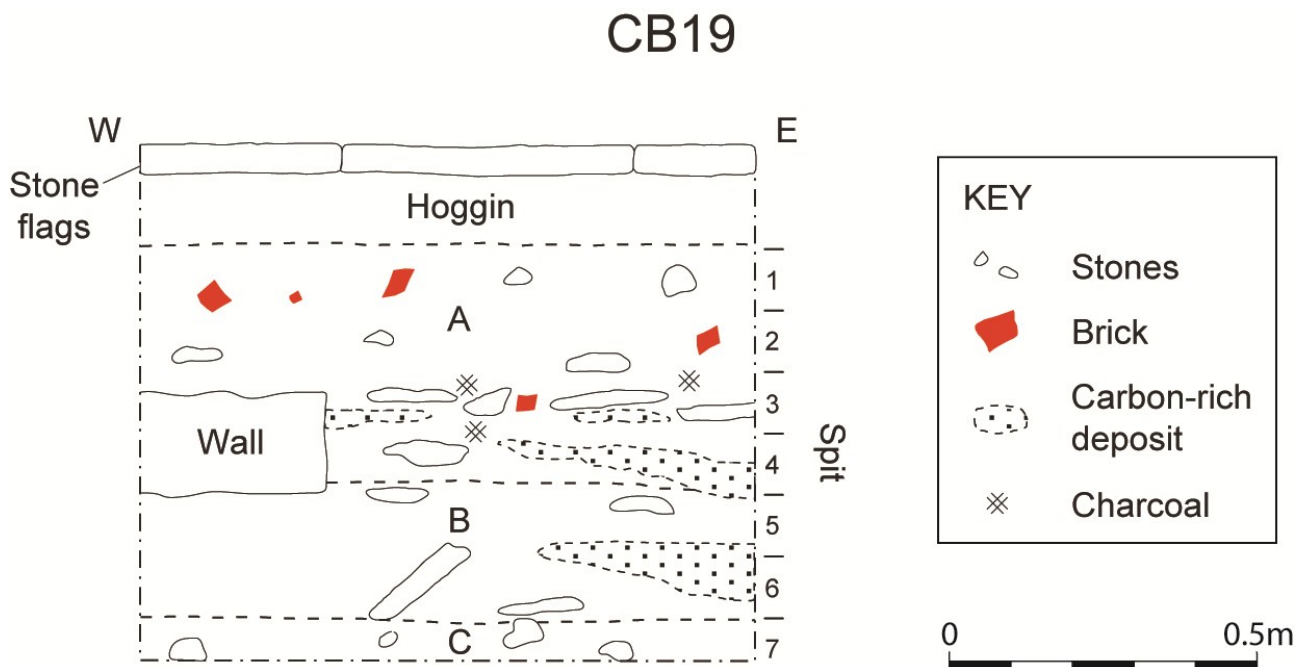 CB19
W
E
Stone
flags
Hoggin
1
A
2
3
Wall
4
Spit
B
5
6
C
7
KEY
Stones
Brick
Carbon-rich
deposit
Charcoal
0
0.5m